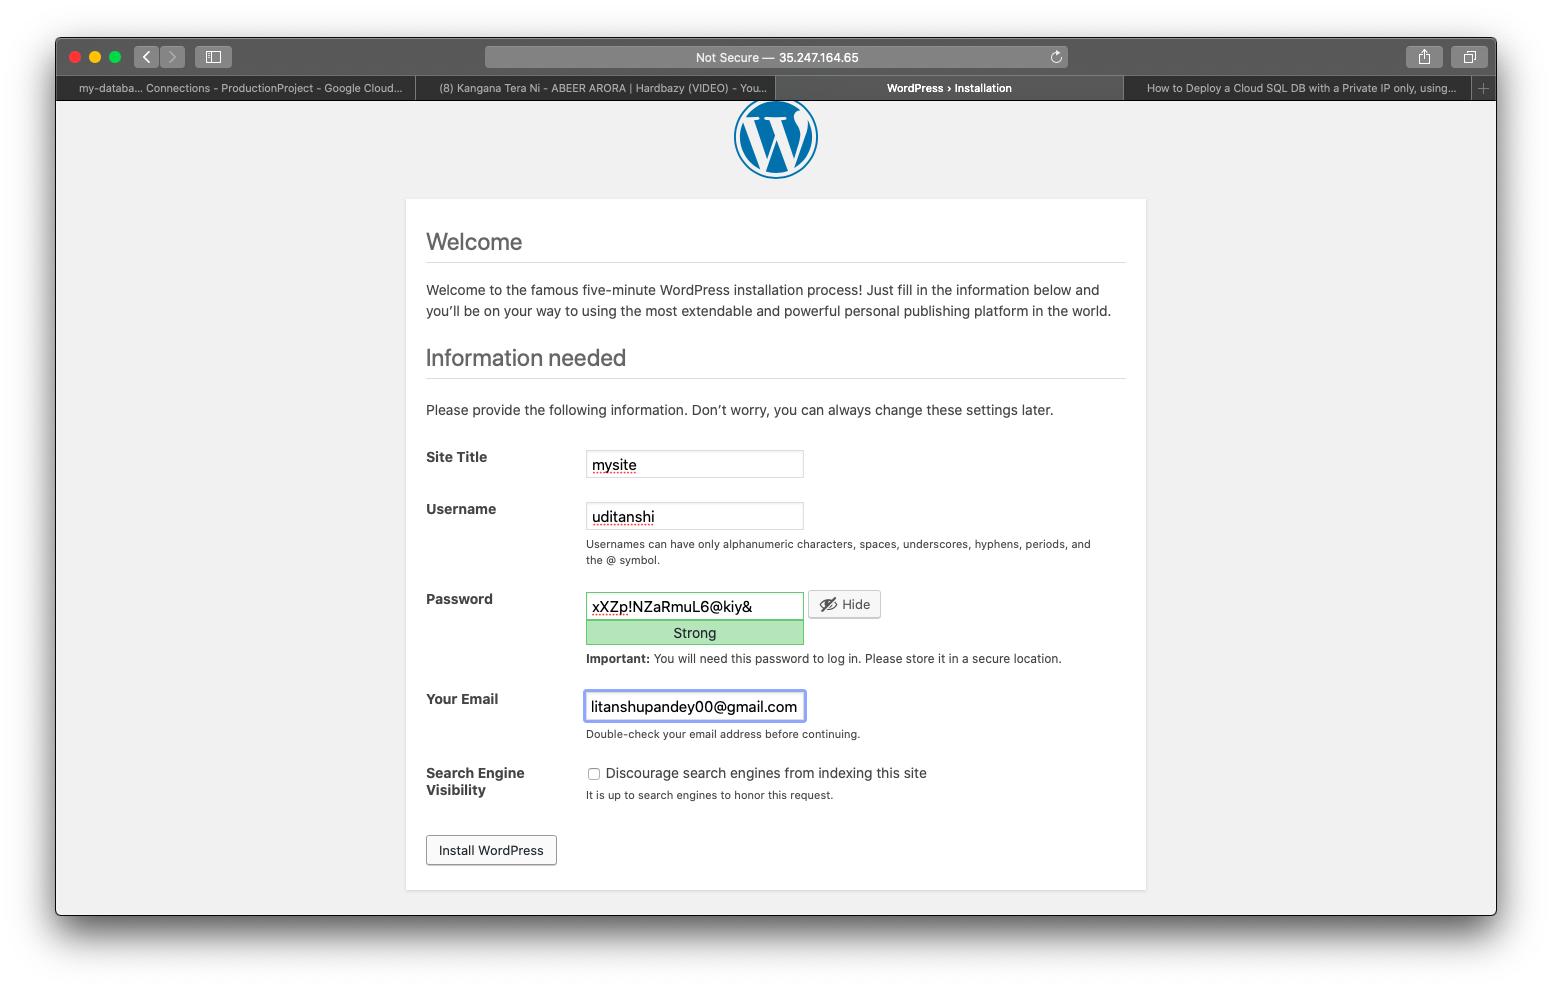 Not Secure — 35.247.164.65
my-databa... Connections - ProductionProject - Google Cloud...
(8) Kangana Tera Ni - ABEER ARORA | Hardbazy (VIDEO) - You...
WordPress › Installation
How to Deploy a Cloud SQL DB with a Private IP only, using...
Welcome
Welcome to the famous five-minute WordPress installation process! Just fill in the information below and
you’ll be on your way to using the most extendable and powerful personal publishing platform in the world.
Information needed
Please provide the following information. Don’t worry, you can always change these settings later.
Site Title
mysite
Username
uditanshi
Usernames can have only alphanumeric characters, spaces, underscores, hyphens, periods, and
the @ symbol.
Password
xXZp!NZaRmuL6@kiy&
Hide
Strong
Important: You will need this password to log in. Please store it in a secure location.
Your Email
litanshupandey00@gmail.com
Double-check your email address before continuing.
Search Engine
Visibility
Discourage search engines from indexing this site
It is up to search engines to honor this request.
Install WordPress